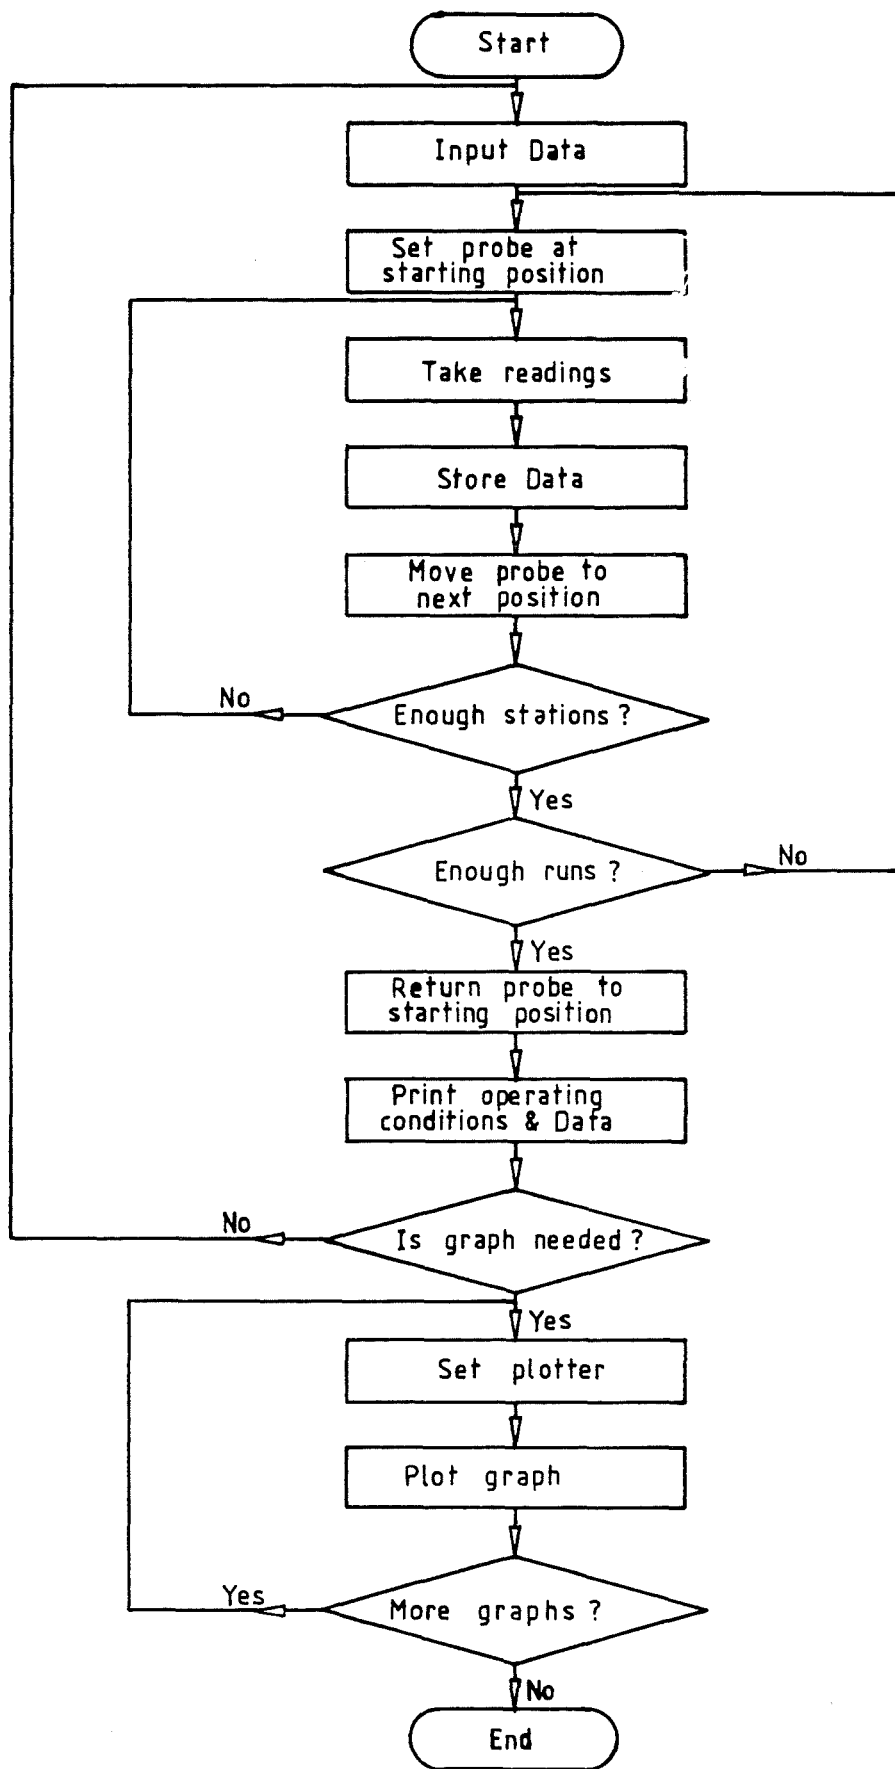 Start
Input Data
Set probe at
starting position
Take readings
Store Data
Move probe to
next position
No
Enough stations ?
Yes
Enough runs ?
No
Yes
Return probe to
starting position
Print operating
conditions & Data
No
Is graph needed ?
Yes
Set plotter
Plot graph
Yes
More graphs ?
No
End